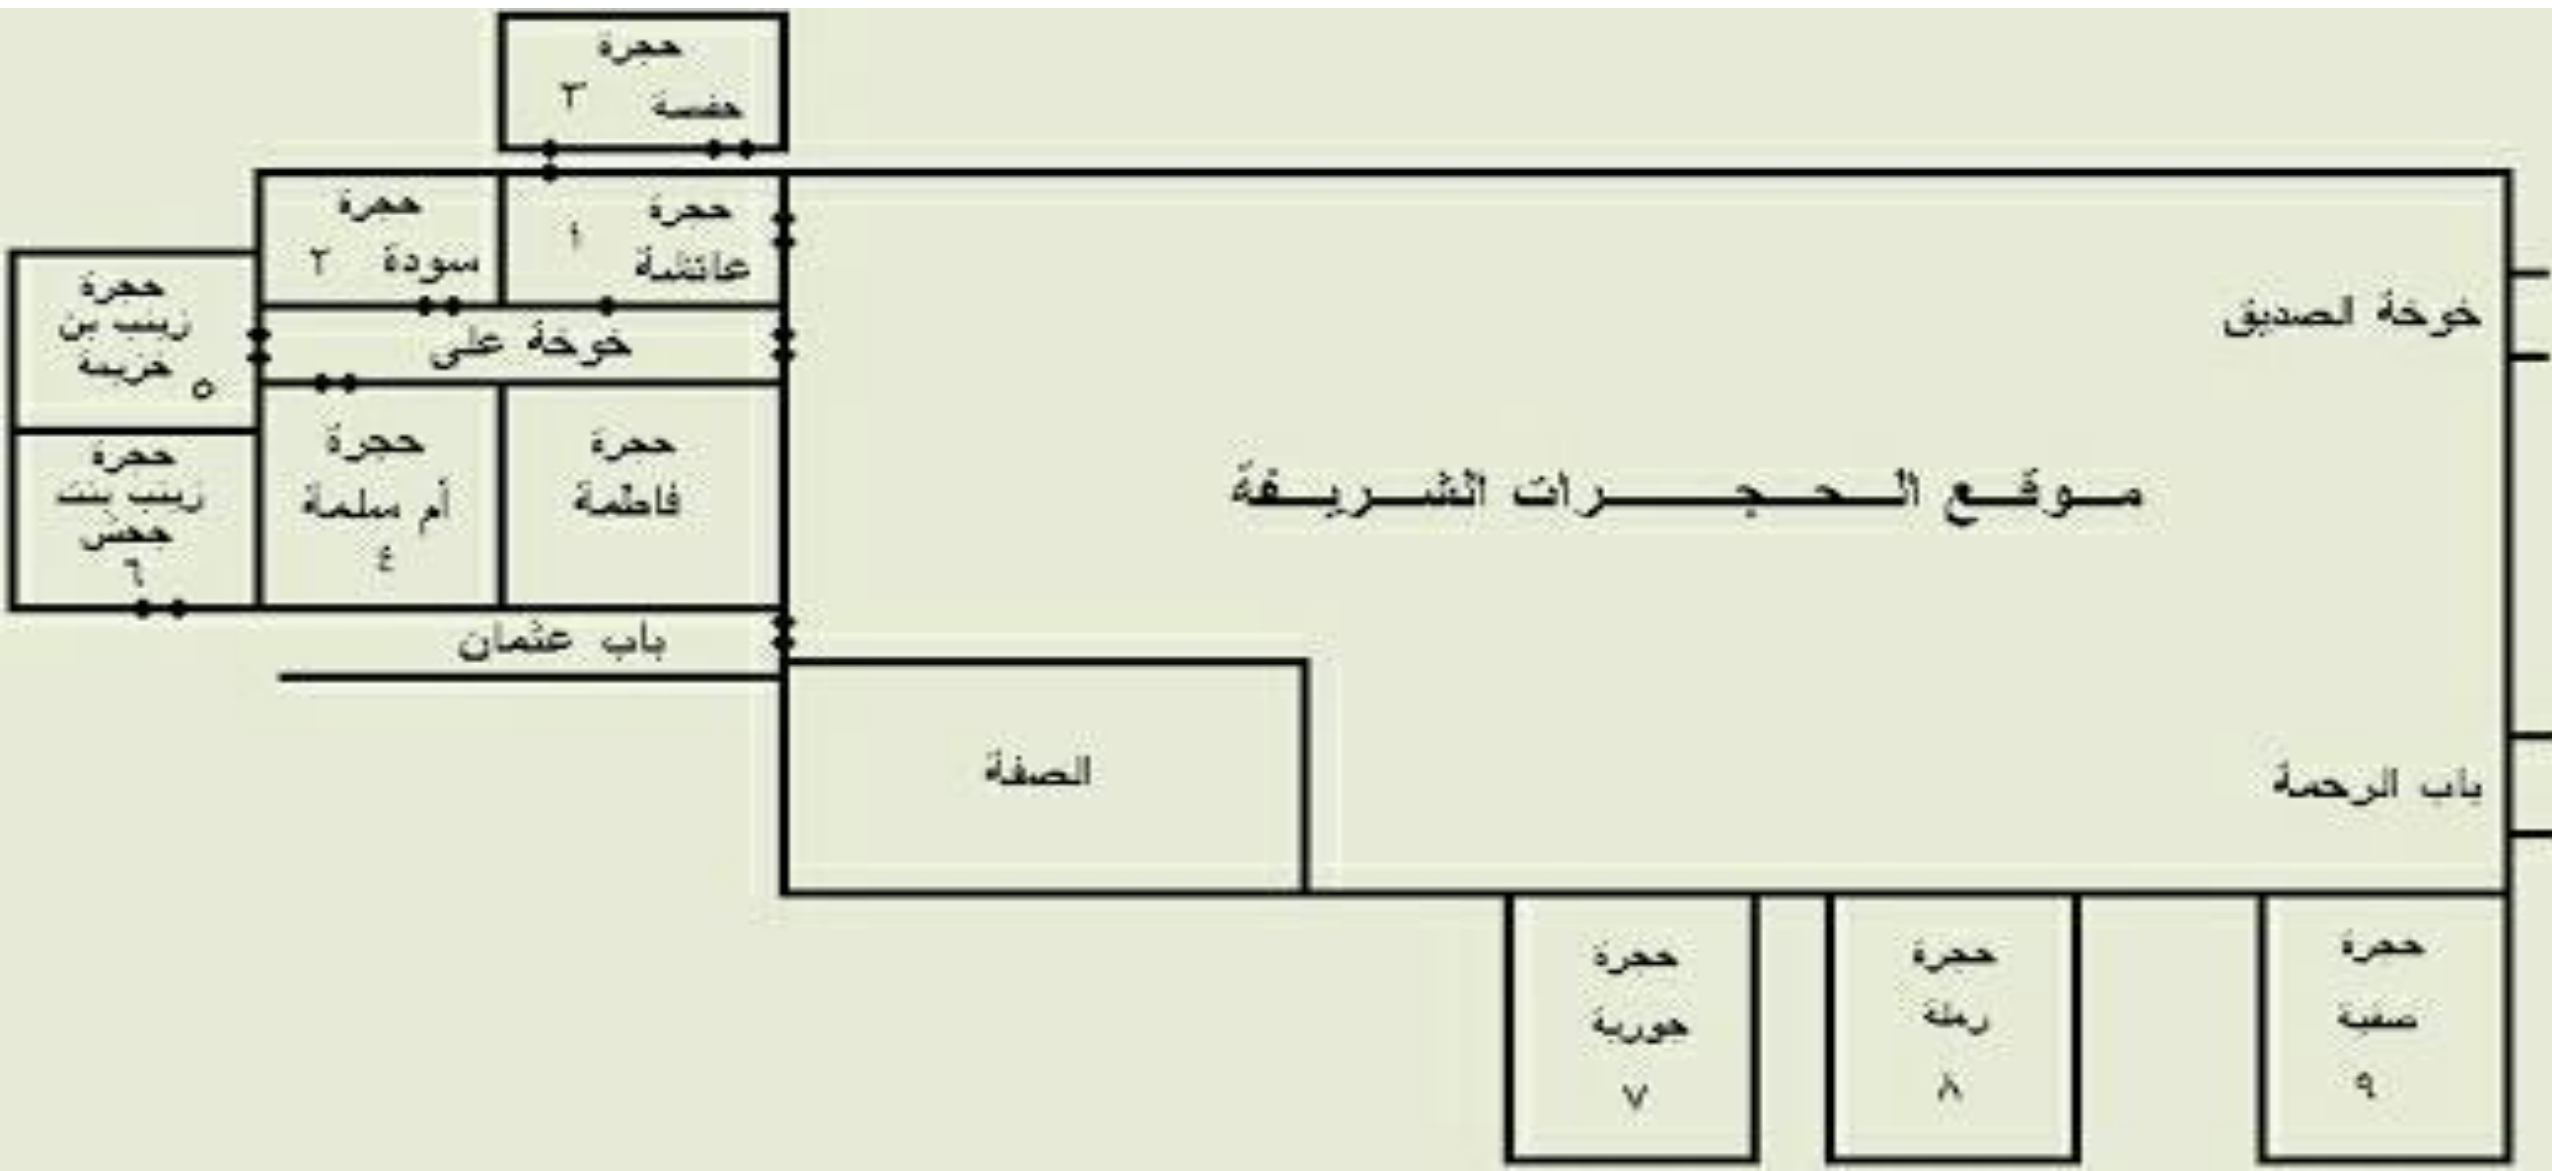 حجرة
حفسة ٣
حجرة
عائشة ١
حجرة
سودة ٢
خوخة على
حجرة
زينب بن
خزيمة
٥
حجرة
زينب بنت
جحش
٦
حجرة
أم سلمة
٤
حجرة
فاطمة
باب عثمان
خوخة الصديق
موقع الحجرات الشريفة
باب الرحمة
الصفة
حجرة
صفية
٩
حجرة
رملة
٨
حجرة
جورية
٧